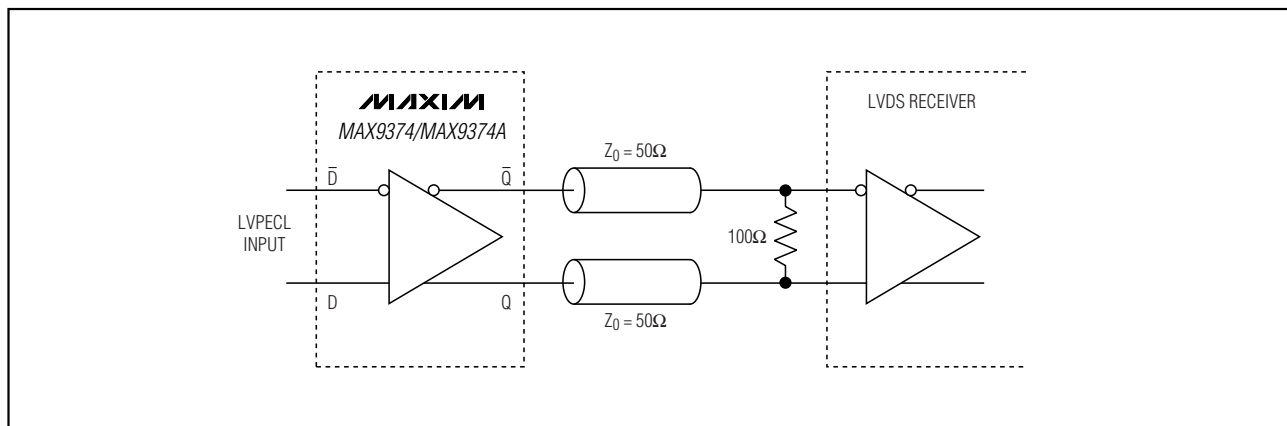 MAXIM
MAX9374/MAX9374A
LVDS RECEIVER
Z0 = 50Ω
D̅
Q̅
LVPECL
INPUT
100Ω
D
Q
Z0 = 50Ω